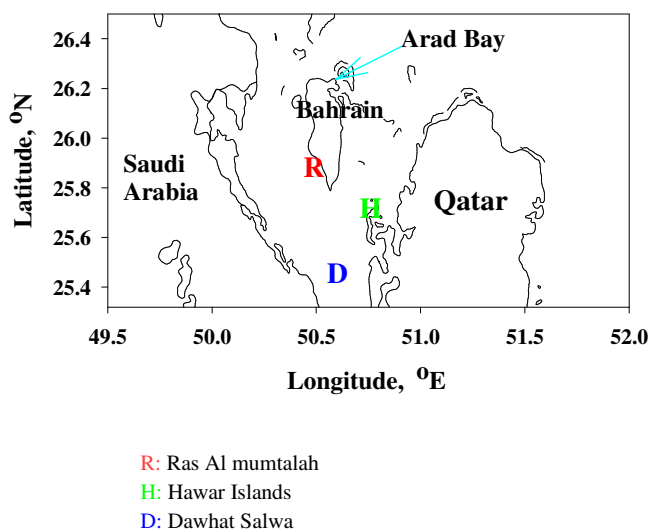 26.4
26.2
26.0
25.8
25.6
25.4
Latitude, ᵒN
Arad Bay
Bahrain
Saudi
Arabia
R
H
Qatar
D
49.5 50.0 50.5 51.0 51.5 52.0
Longitude, ᵒE
R: Ras Al mumtalah
H: Hawar Islands
D: Dawhat Salwa